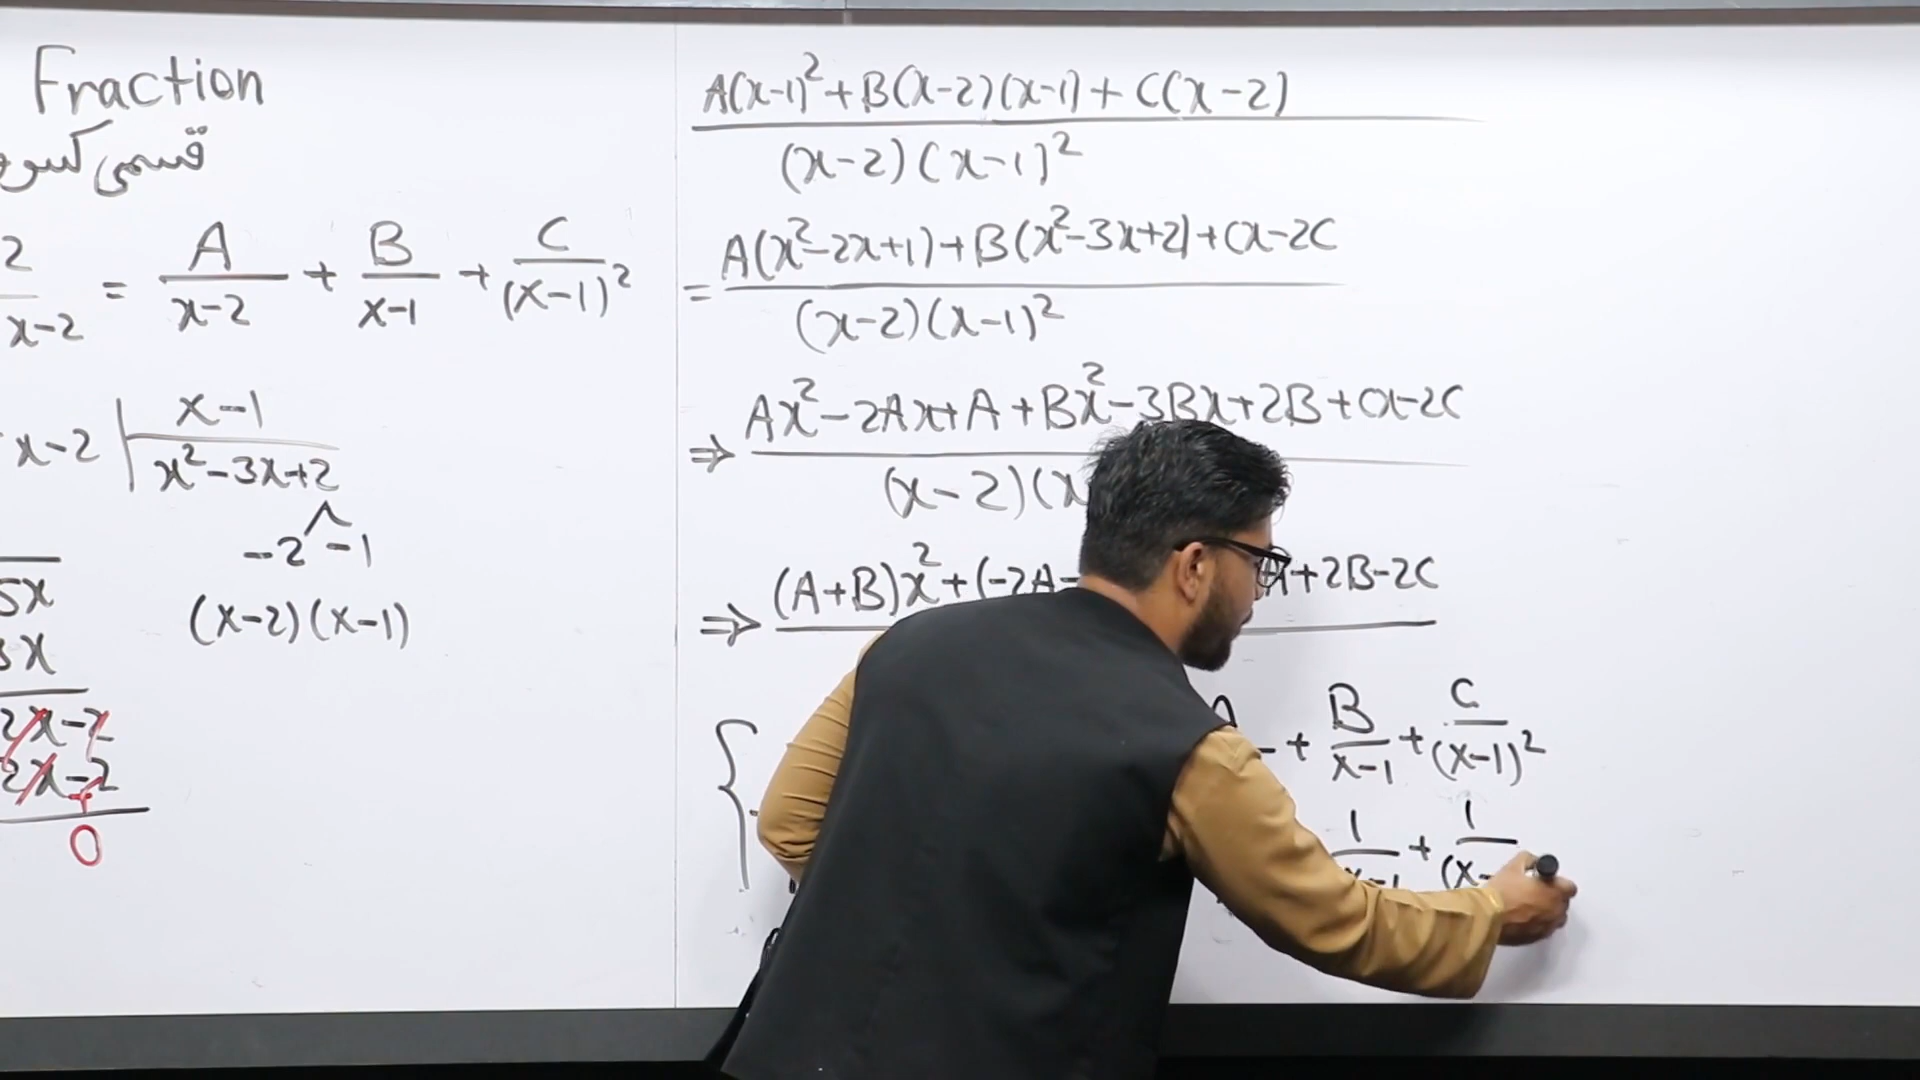 Fraction
قسمی کسر
2
x-2 = A/(x-2) + B/(x-1) + C/(x-1)²
x-1
x-2 | x²-3x+2
-2 -1
(x-2)(x-1)
5x
3x
2x-2
2x-2
+
0
A(x-1)² + B(x-2)(x-1) + C(x-2)
(x-2)(x-1)²
= A(x²-2x+1)+B(x²-3x+2)+Cx-2C
(x-2)(x-1)²
⇒ Ax²-2Ax+A+Bx²-3Bx+2B+Cx-2C
(x-2)(x
⇒ (A+B)x²+(-2A- A+2B-2C
{
A + B/(x-1) + C/(x-1)²
1/(x-1) + 1/(x-